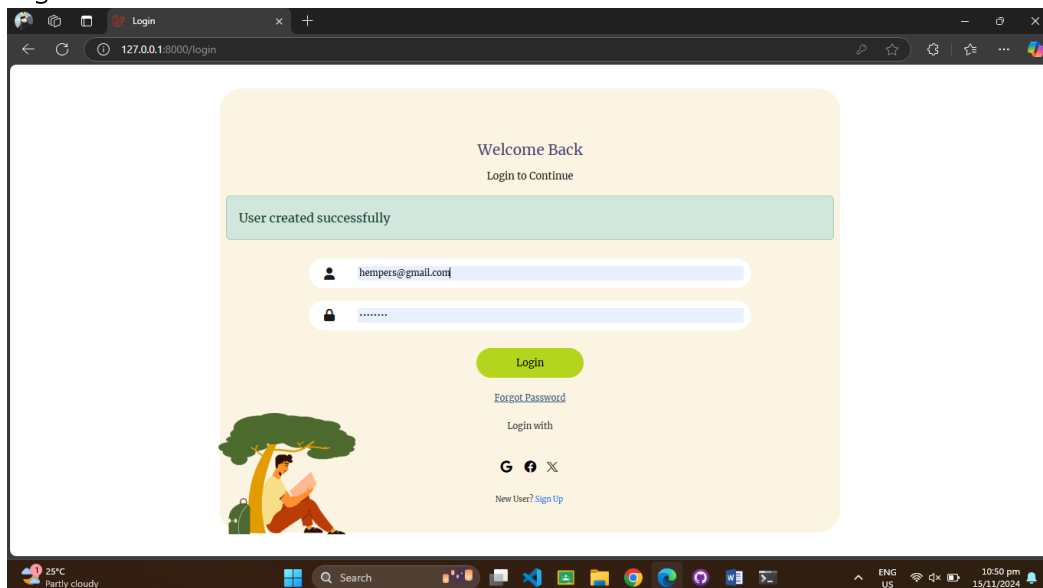 Login
127.0.0.1:8000/login
Welcome Back
Login to Continue
User created successfully
hempers@gmail.com
········
Login
Forgot Password
Login with
New User? Sign Up
1
25°C
Partly cloudy
Search
ENG
US
10:50 pm
15/11/2024